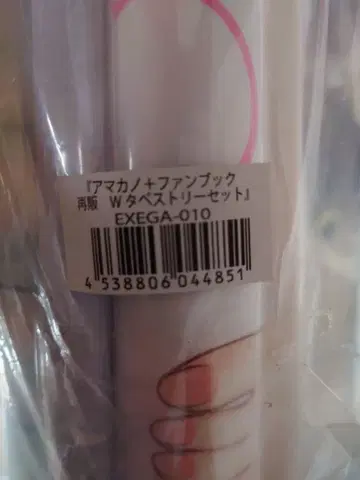 『アマカノ＋ファンブック
再販　Wタペストリーセット』
EXEGA-010
4 538806 044851